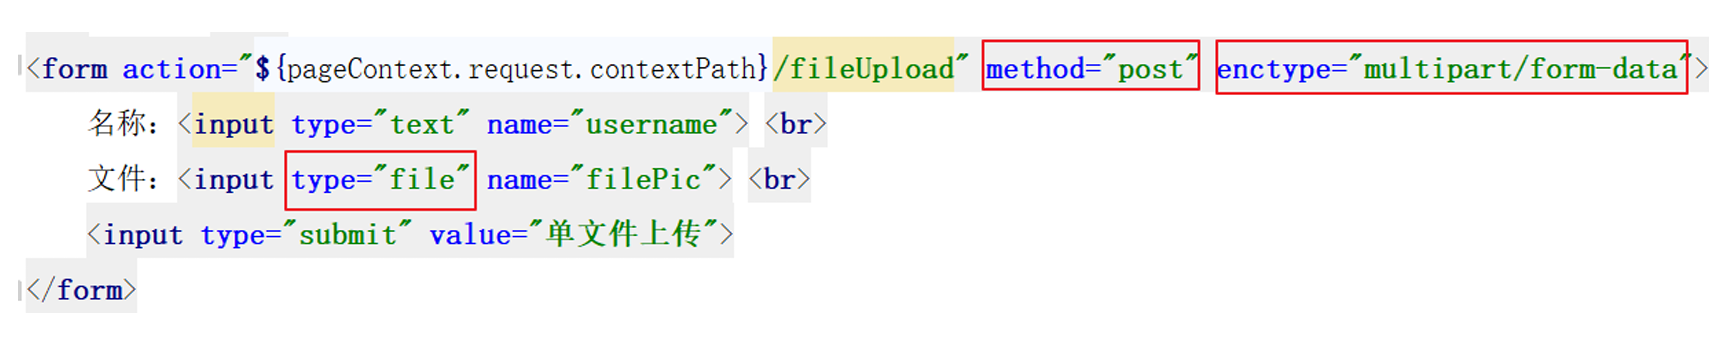 <form action="${pageContext.request.contextPath}/fileUpload" method="post" enctype="multipart/form-data">
名称：<input type="text" name="username"> <br>
文件：<input type="file" name="filePic"> <br>
<input type="submit" value="单文件上传">
</form>